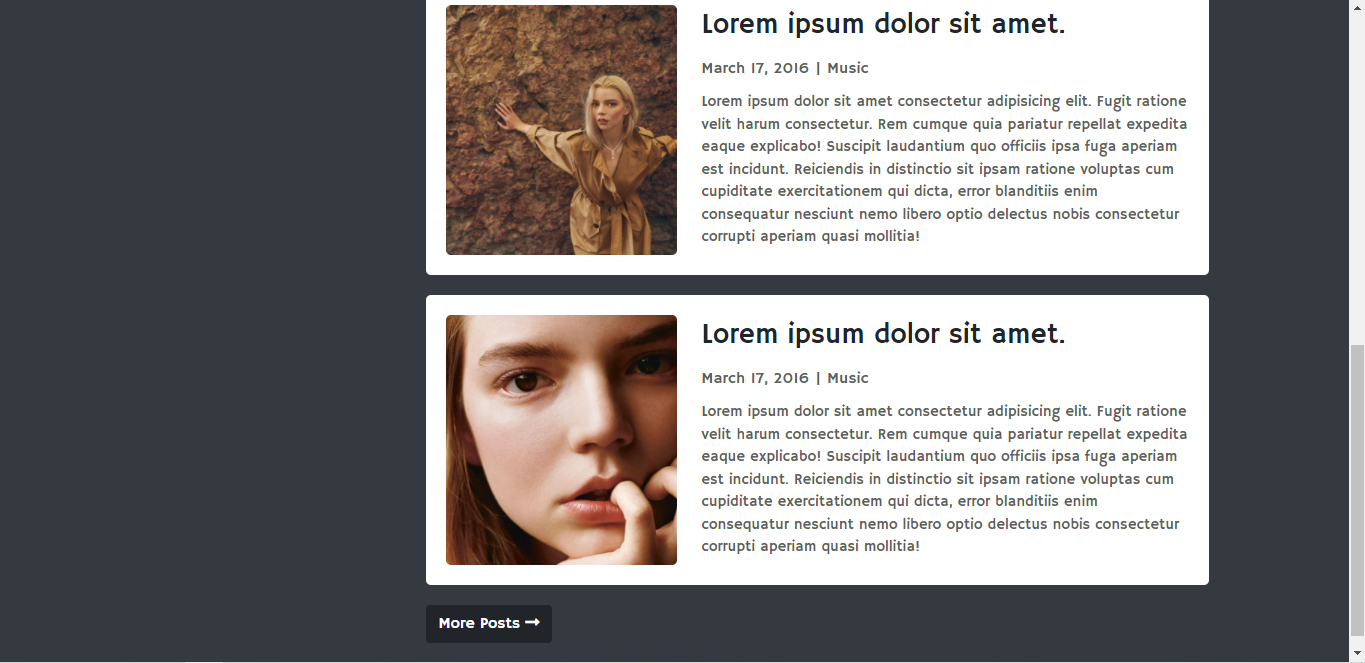 Lorem ipsum dolor sit amet.
March 17, 2016 | Music
Lorem ipsum dolor sit amet consectetur adipisicing elit. Fugit ratione
velit harum consectetur. Rem cumque quia pariatur repellat expedita
eaque explicabo! Suscipit laudantium quo officiis ipsa fuga aperiam
est incidunt. Reiciendis in distinctio sit ipsam ratione voluptas cum
cupiditate exercitationem qui dicta, error blanditiis enim
consequatur nesciunt nemo libero optio delectus nobis consectetur
corrupti aperiam quasi mollitia!
Lorem ipsum dolor sit amet.
March 17, 2016 | Music
Lorem ipsum dolor sit amet consectetur adipisicing elit. Fugit ratione
velit harum consectetur. Rem cumque quia pariatur repellat expedita
eaque explicabo! Suscipit laudantium quo officiis ipsa fuga aperiam
est incidunt. Reiciendis in distinctio sit ipsam ratione voluptas cum
cupiditate exercitationem qui dicta, error blanditiis enim
consequatur nesciunt nemo libero optio delectus nobis consectetur
corrupti aperiam quasi mollitia!
More Posts ➞